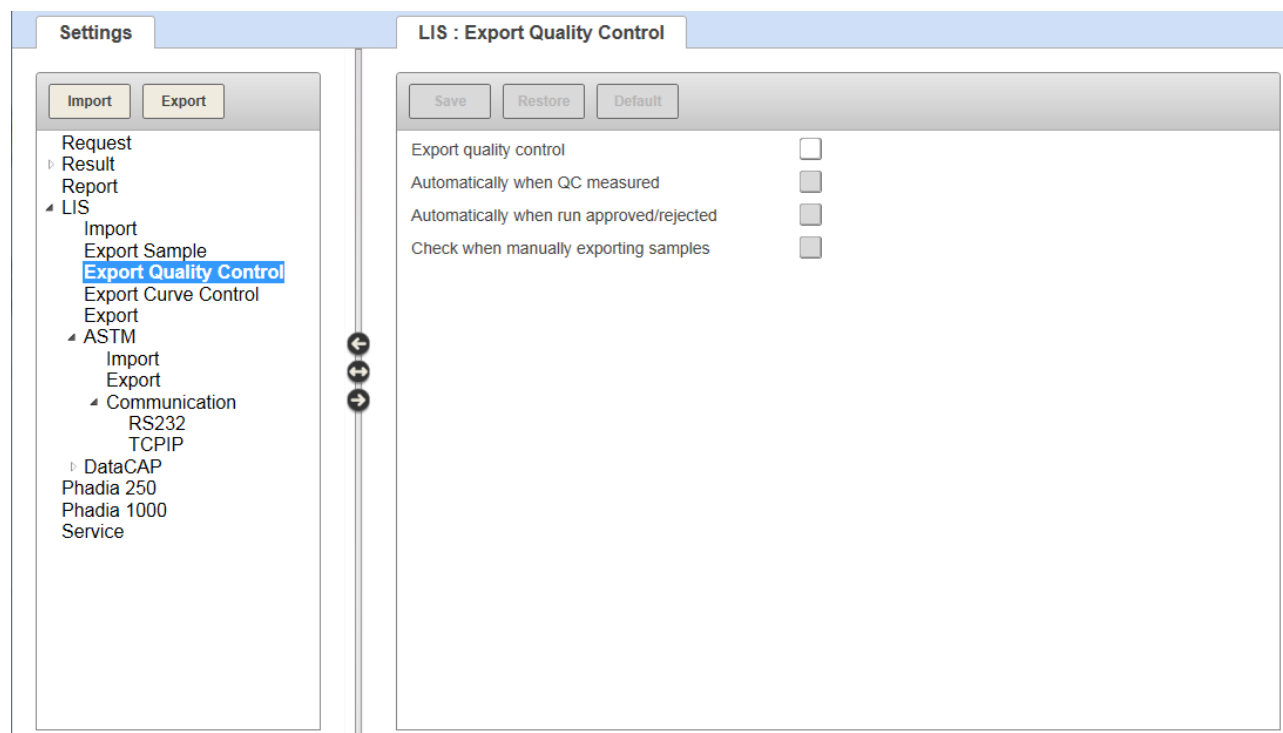 Settings
Import Export
Request
Result
Report
LIS
Import
Export Sample
Export Quality Control
Export Curve Control
Export
ASTM
Import
Export
Communication
RS232
TCPIP
DataCAP
Phadia 250
Phadia 1000
Service
LIS : Export Quality Control
Save Restore Default
Export quality control
Automatically when QC measured
Automatically when run approved/rejected
Check when manually exporting samples